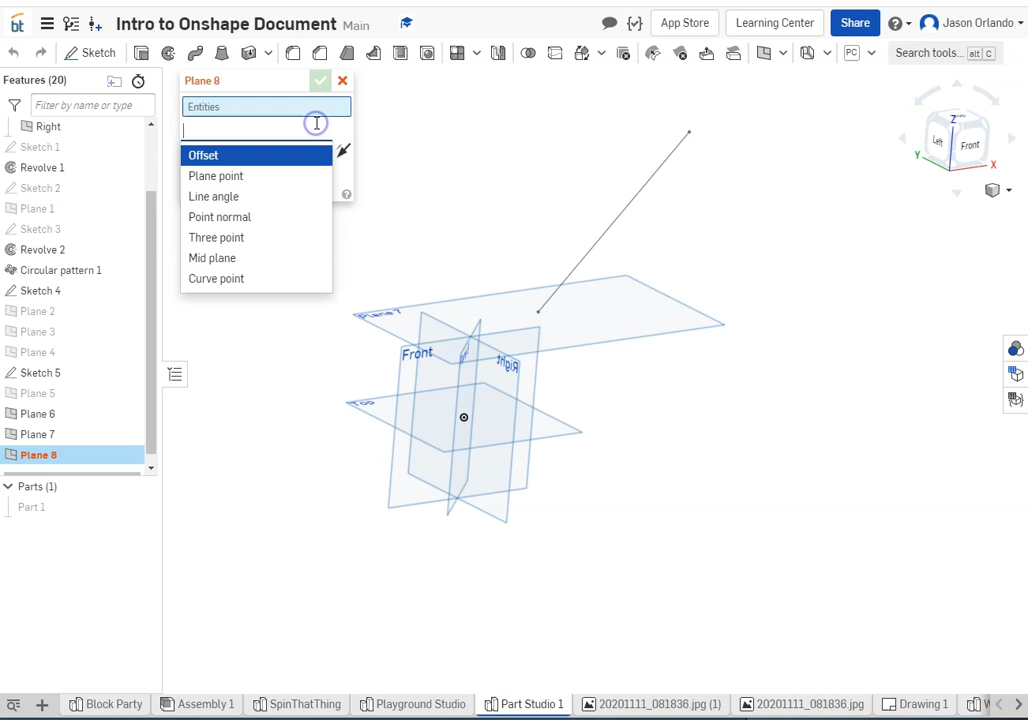 Intro to Onshape Document Main
App Store
Learning Center
Share
Jason Orlando
Sketch
PC
Search tools... alt C
Features (20)
Filter by name or type
Right
Sketch 1
Revolve 1
Sketch 2
Plane 1
Sketch 3
Revolve 2
Circular pattern 1
Sketch 4
Plane 2
Plane 3
Plane 4
Sketch 5
Plane 5
Plane 6
Plane 7
Plane 8
Parts (1)
Part 1
Plane 8
Entities
Offset
Plane point
Line angle
Point normal
Three point
Mid plane
Curve point
Plane 7
Front
Right
Top
Z
Left
Front
Y
X
Block Party
Assembly 1
SpinThatThing
Playground Studio
Part Studio 1
20201111_081836.jpg (1)
20201111_081836.jpg
Drawing 1